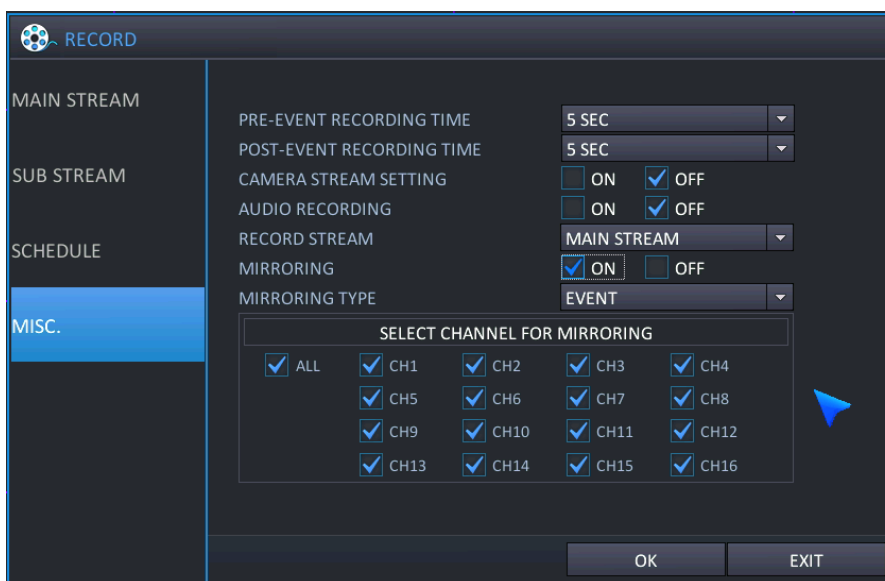 RECORD
MAIN STREAM
SUB STREAM
SCHEDULE
MISC.
PRE-EVENT RECORDING TIME 5 SEC
POST-EVENT RECORDING TIME 5 SEC
CAMERA STREAM SETTING ON OFF
AUDIO RECORDING ON OFF
RECORD STREAM MAIN STREAM
MIRRORING ON OFF
MIRRORING TYPE EVENT
SELECT CHANNEL FOR MIRRORING
ALL CH1 CH2 CH3 CH4
CH5 CH6 CH7 CH8
CH9 CH10 CH11 CH12
CH13 CH14 CH15 CH16
OK EXIT